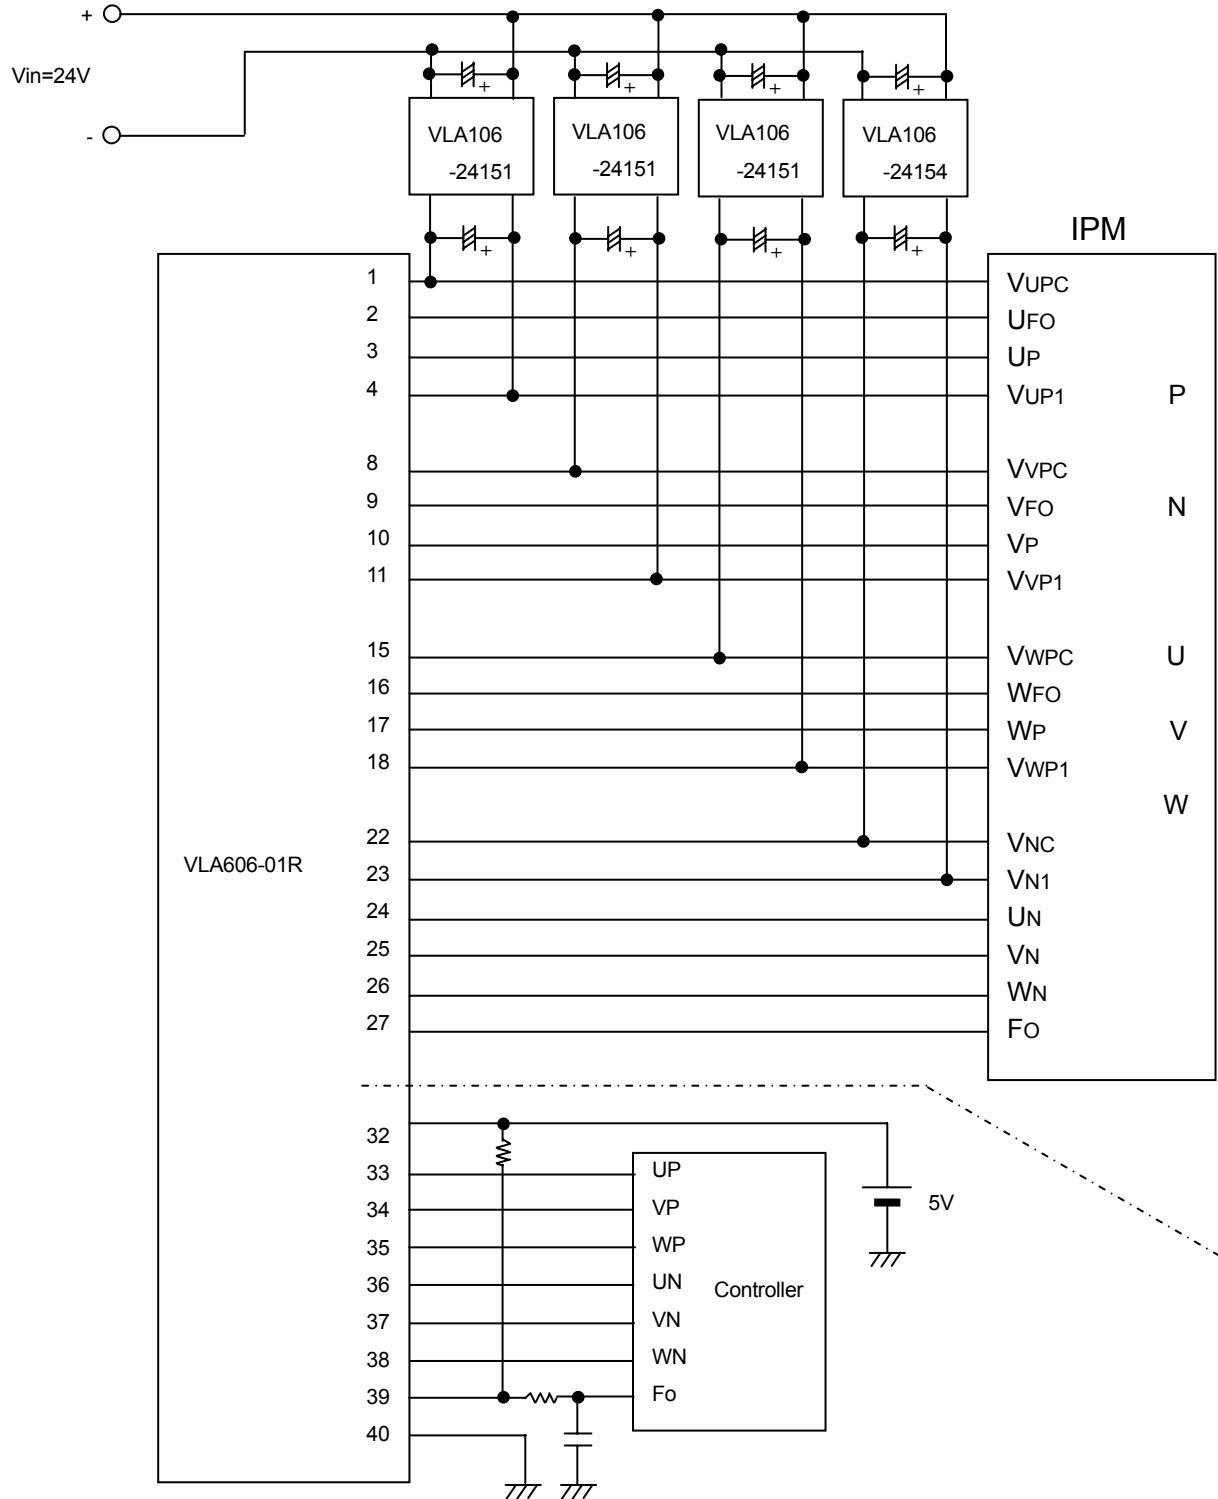 +
Vin=24V
-
VLA106
-24151
VLA106
-24151
VLA106
-24151
VLA106
-24154
+
+
+
+
+
+
+
+
IPM
1
VUPC
2
UFO
3
UP
4
VUP1
P
8
VVPC
9
VFO
N
10
VP
11
VVP1
15
VWPC
U
16
WFO
17
WP
V
18
VWP1
W
22
VNC
VLA606-01R
23
VN1
24
UN
25
VN
26
WN
27
FO
32
33
UP
34
VP
5V
35
WP
36
UN
Controller
37
VN
38
WN
39
Fo
40